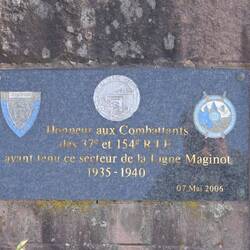 Honneur aux Combattants
des 37e et 154e R.I.F.
ayant tenu ce secteur de la Ligne Maginot
1935-1940
07 Mai 2006